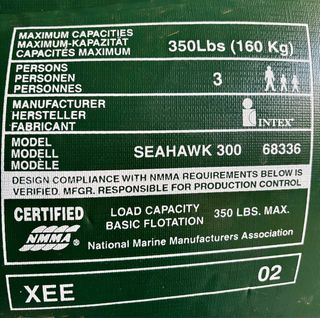 MAXIMUM CAPACITIES
MAXIMUM-KAPAZITÄT
CAPACITÉS MAXIMUM
350Lbs (160 Kg)
PERSONS
PERSONEN
PERSONNES
3
MANUFACTURER
HERSTELLER
FABRICANT
INTEX®
MODEL
MODELL
MODÈLE
SEAHAWK 300 68336
DESIGN COMPLIANCE WITH NMMA REQUIREMENTS BELOW IS
VERIFIED. MFGR. RESPONSIBLE FOR PRODUCTION CONTROL
CERTIFIED
NMMA®
LOAD CAPACITY 350 LBS. MAX.
BASIC FLOTATION
National Marine Manufacturers Association
XEE 02